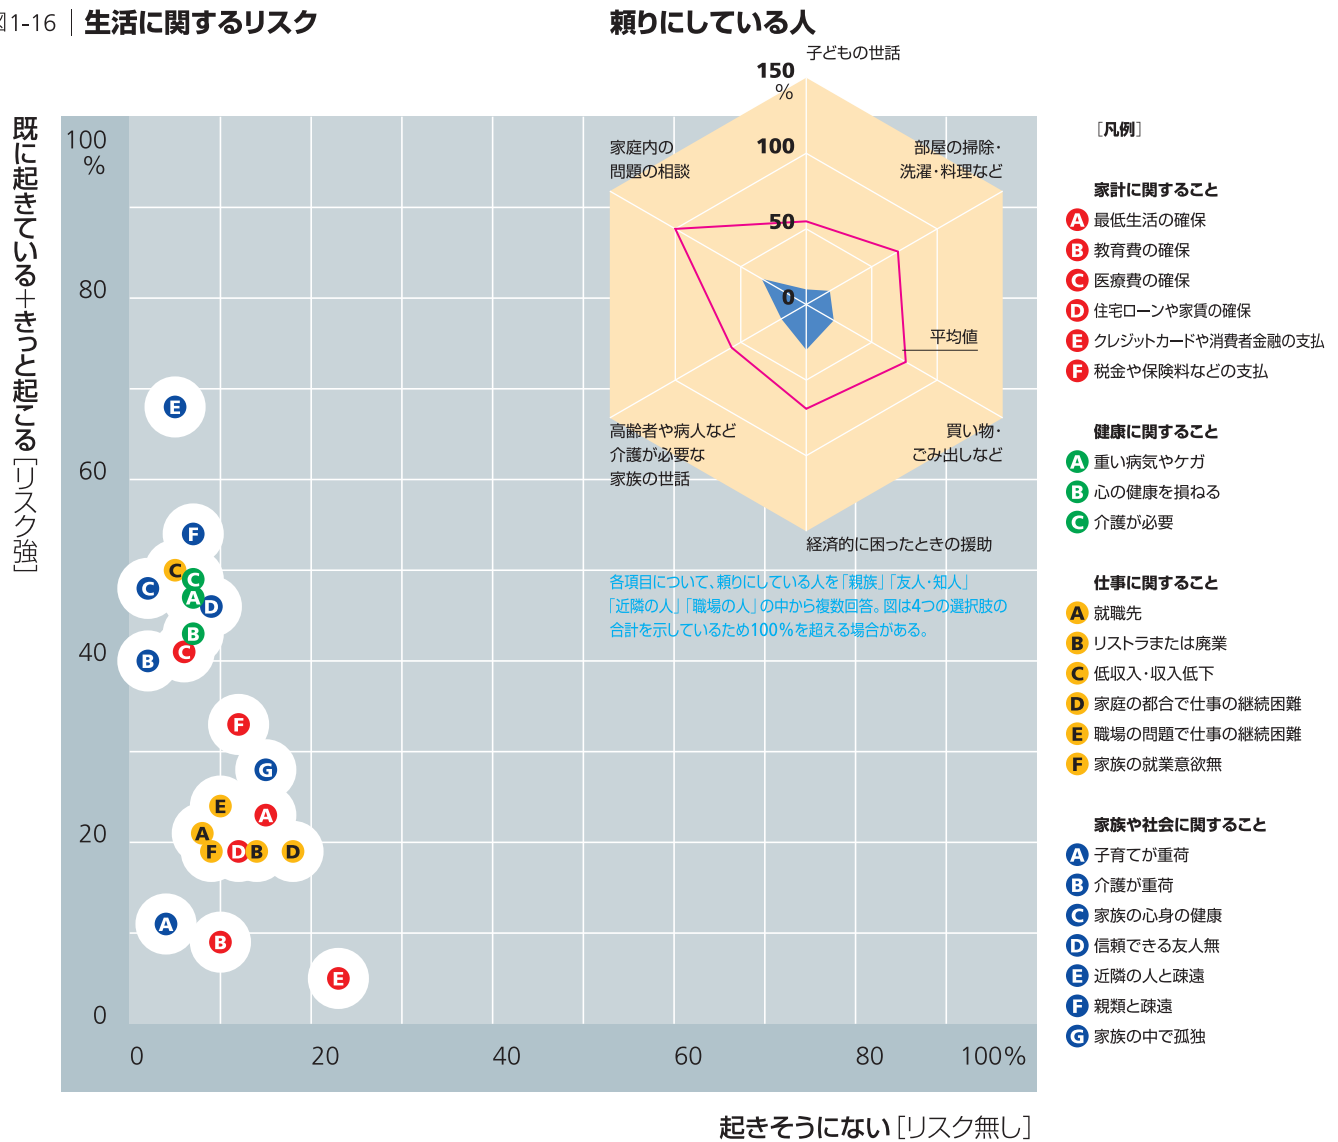 図1-16 | 生活に関するリスク
頼りにしている人
子どもの世話
150
%
100
50
0
家庭内の
問題の相談
部屋の掃除・
洗濯・料理など
平均値
高齢者や病人など
介護が必要な
家族の世話
買い物・
ごみ出しなど
経済的に困ったときの援助
各項目について、頼りにしている人を「親族」「友人・知人」
「近隣の人」「職場の人」の中から複数回答。図は4つの選択肢の
合計を示しているため100％を超える場合がある。
既に起きている＋きっと起こる［リスク強］
100
%
80
60
40
20
0
E
F
C
C
C
A
D
B
C
B
F
G
E
A
A
F
D
B
D
A
B
E
0
20
40
60
80
100%
起きそうにない［リスク無し］
［凡例］
家計に関すること
A 最低生活の確保
B 教育費の確保
C 医療費の確保
D 住宅ローンや家賃の確保
E クレジットカードや消費者金融の支払
F 税金や保険料などの支払
健康に関すること
A 重い病気やケガ
B 心の健康を損ねる
C 介護が必要
仕事に関すること
A 就職先
B リストラまたは廃業
C 低収入・収入低下
D 家庭の都合で仕事の継続困難
E 職場の問題で仕事の継続困難
F 家族の就業意欲無
家族や社会に関すること
A 子育てが重荷
B 介護が重荷
C 家族の心身の健康
D 信頼できる友人無
E 近隣の人と疎遠
F 親類と疎遠
G 家族の中で孤独